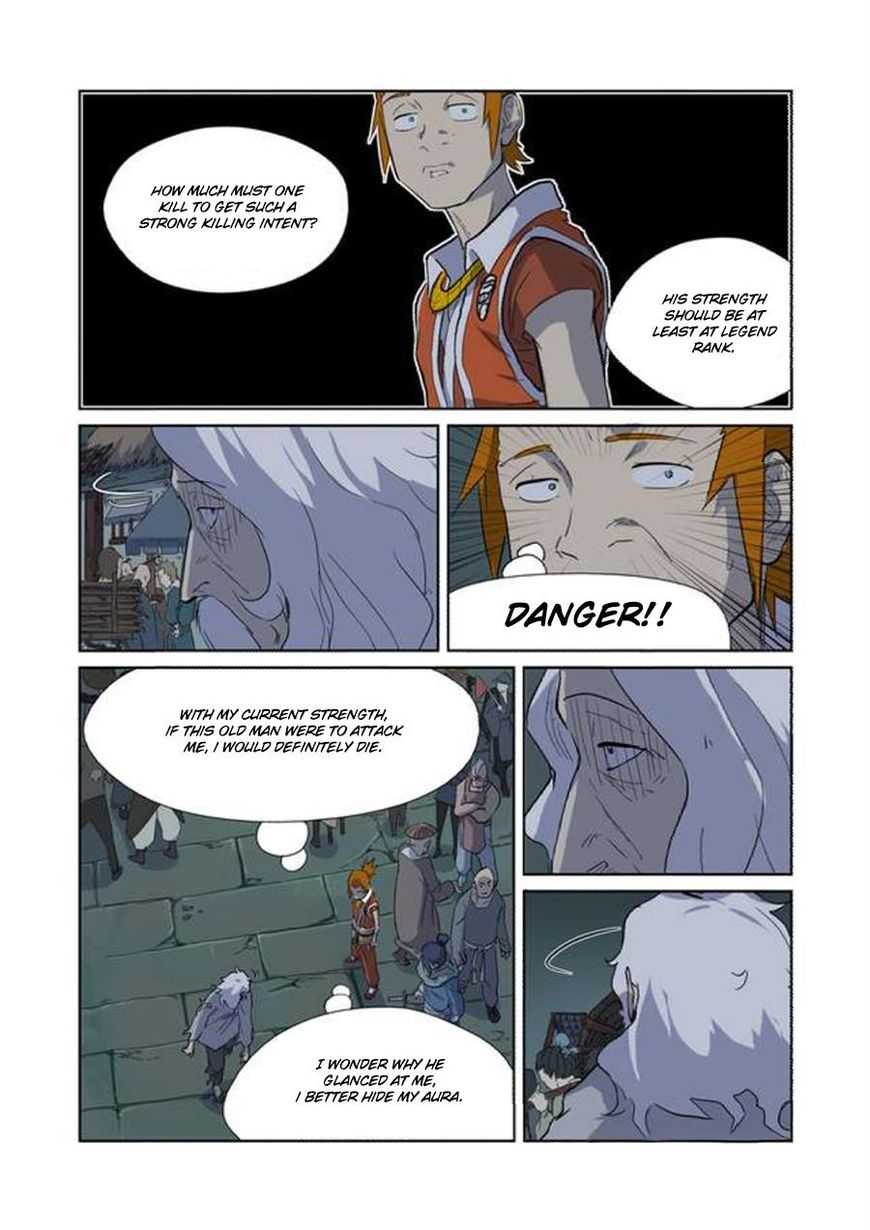 HOW MUCH MUST ONE
KILL TO GET SUCH A
STRONG KILLING INTENT?
HIS STRENGTH
SHOULD BE AT
LEAST AT LEGEND
RANK.
DANGER!!
WITH MY CURRENT STRENGTH,
IF THIS OLD MAN WERE TO ATTACK
ME, I WOULD DEFINITELY DIE.
I WONDER WHY HE
GLANCED AT ME,
I BETTER HIDE MY AURA.